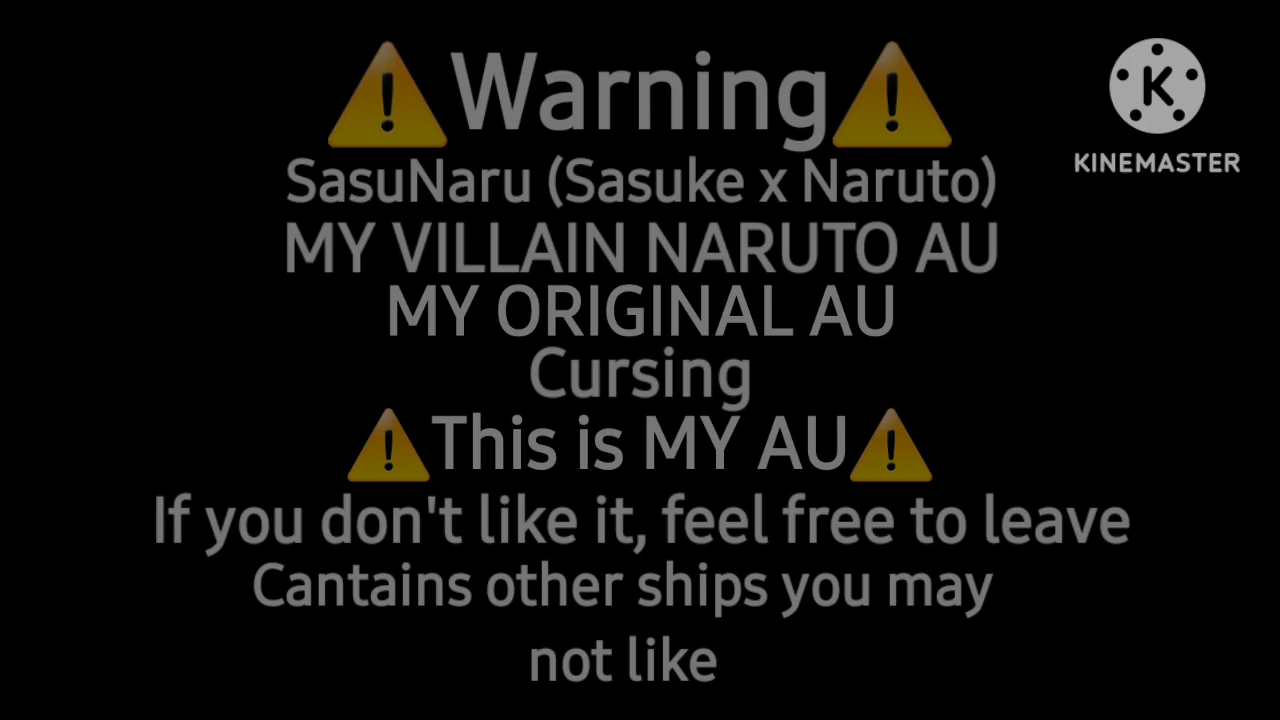 ⚠️Warning⚠️
KINEMASTER
SasuNaru (Sasuke x Naruto)
MY VILLAIN NARUTO AU
MY ORIGINAL AU
Cursing
⚠️This is MY AU⚠️
If you don't like it, feel free to leave
Cantains other ships you may
not like